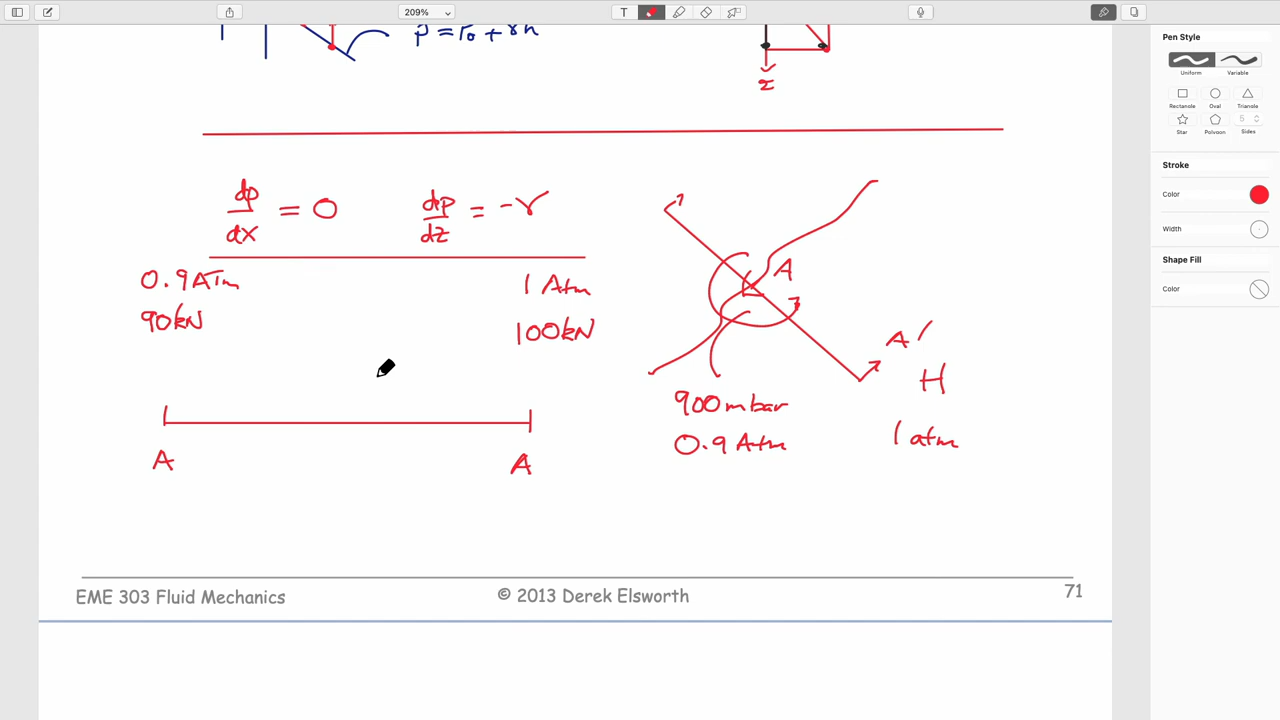 209%
T
P = P₀ + γh
z
dp/dx = 0
dp/dz = -γ
0.9 ATm
90kN
1 Atm
100kN
A
A
L
A
A'
H
900 mbar
0.9 Atm
1 atm
EME 303 Fluid Mechanics
© 2013 Derek Elsworth
71
Pen Style
Uniform
Variable
Rectangle
Oval
Triangle
Star
Polygon
5
Sides
Stroke
Color
Width
Shape Fill
Color